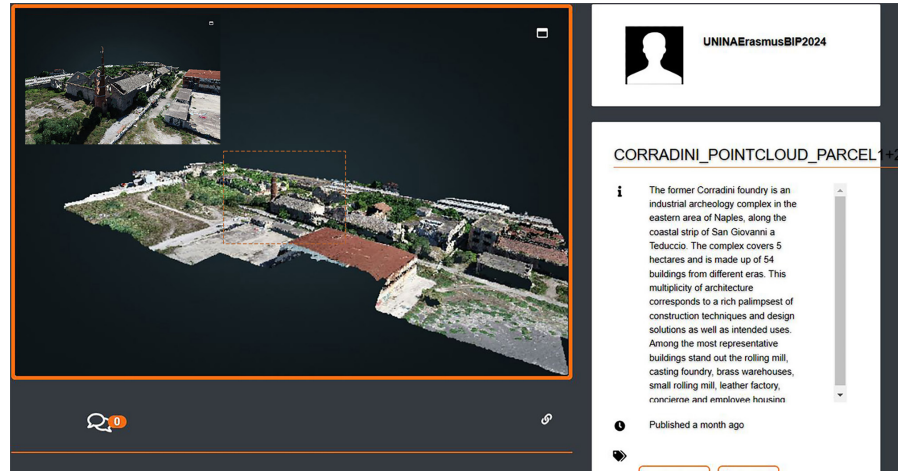 UNINAErasmusBIP2024
CORRADINI_POINTCLOUD_PARCEL1+2
The former Corradini foundry is an
industrial archeology complex in the
eastern area of Naples, along the
coastal strip of San Giovanni a
Teduccio. The complex covers 5
hectares and is made up of 54
buildings from different eras. This
multiplicity of architecture
corresponds to a rich palimpsest of
construction techniques and design
solutions as well as intended uses.
Among the most representative
buildings stand out the rolling mill,
casting foundry, brass warehouses,
small rolling mill, leather factory,
concierge and employee housing
0
Published a month ago